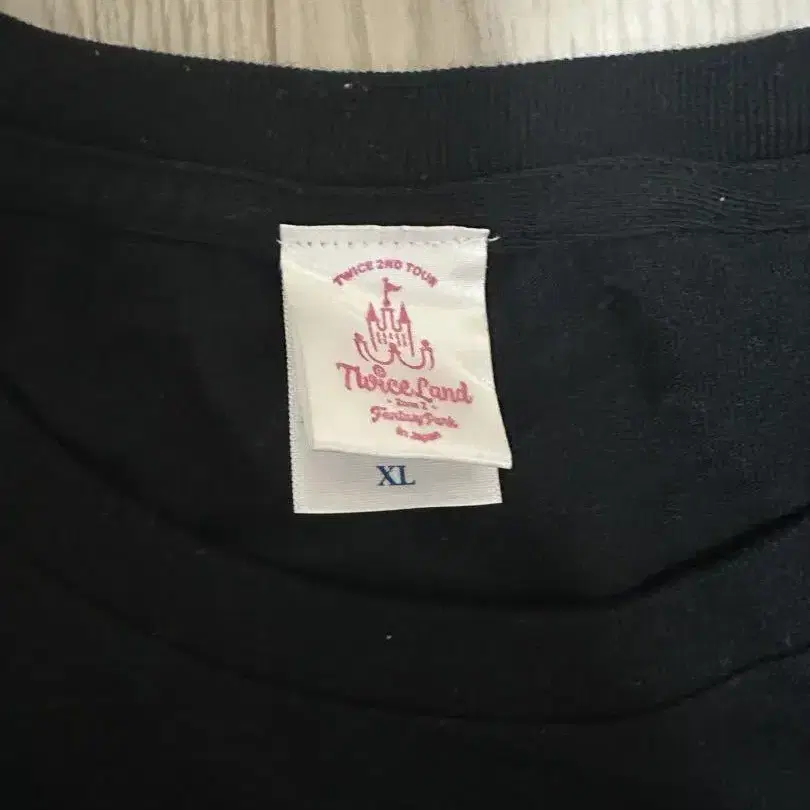 TWICE 2ND TOUR
TwiceLand
- Zone 2 -
Fantasy Park
in Japan
XL